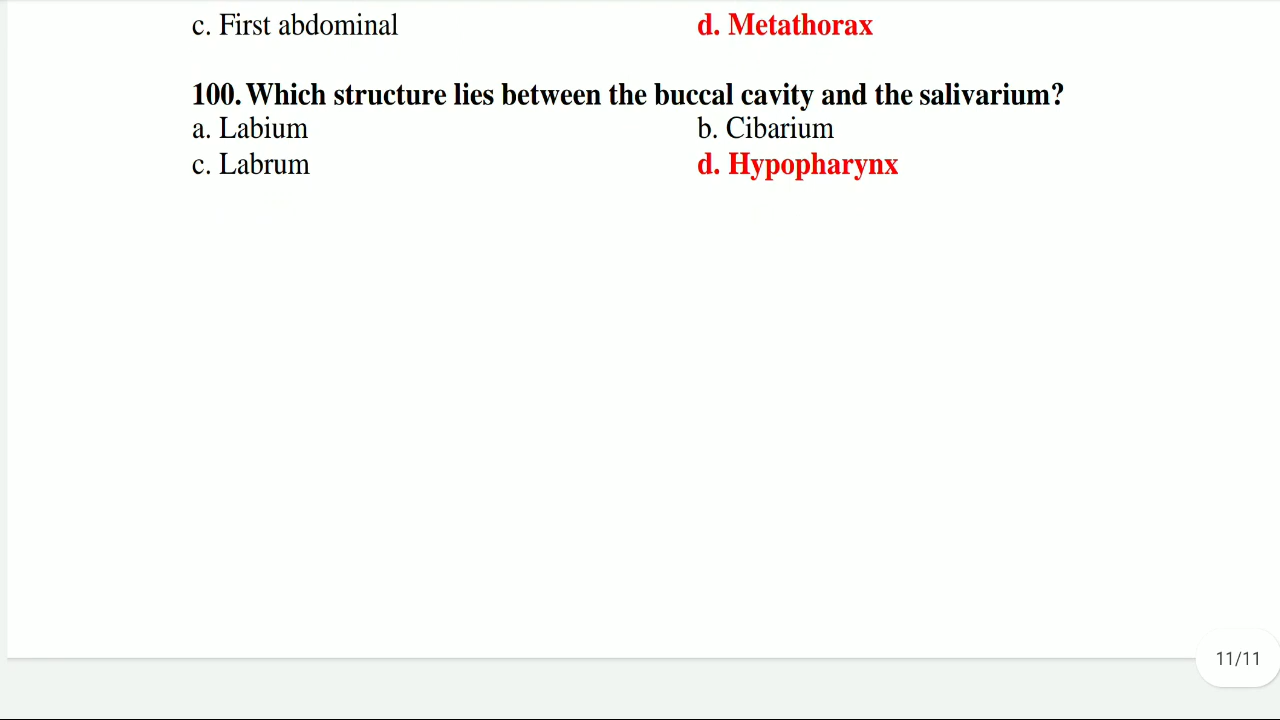 c. First abdominal d. Metathorax
100. Which structure lies between the buccal cavity and the salivarium?
a. Labium b. Cibarium
c. Labrum d. Hypopharynx
11/11